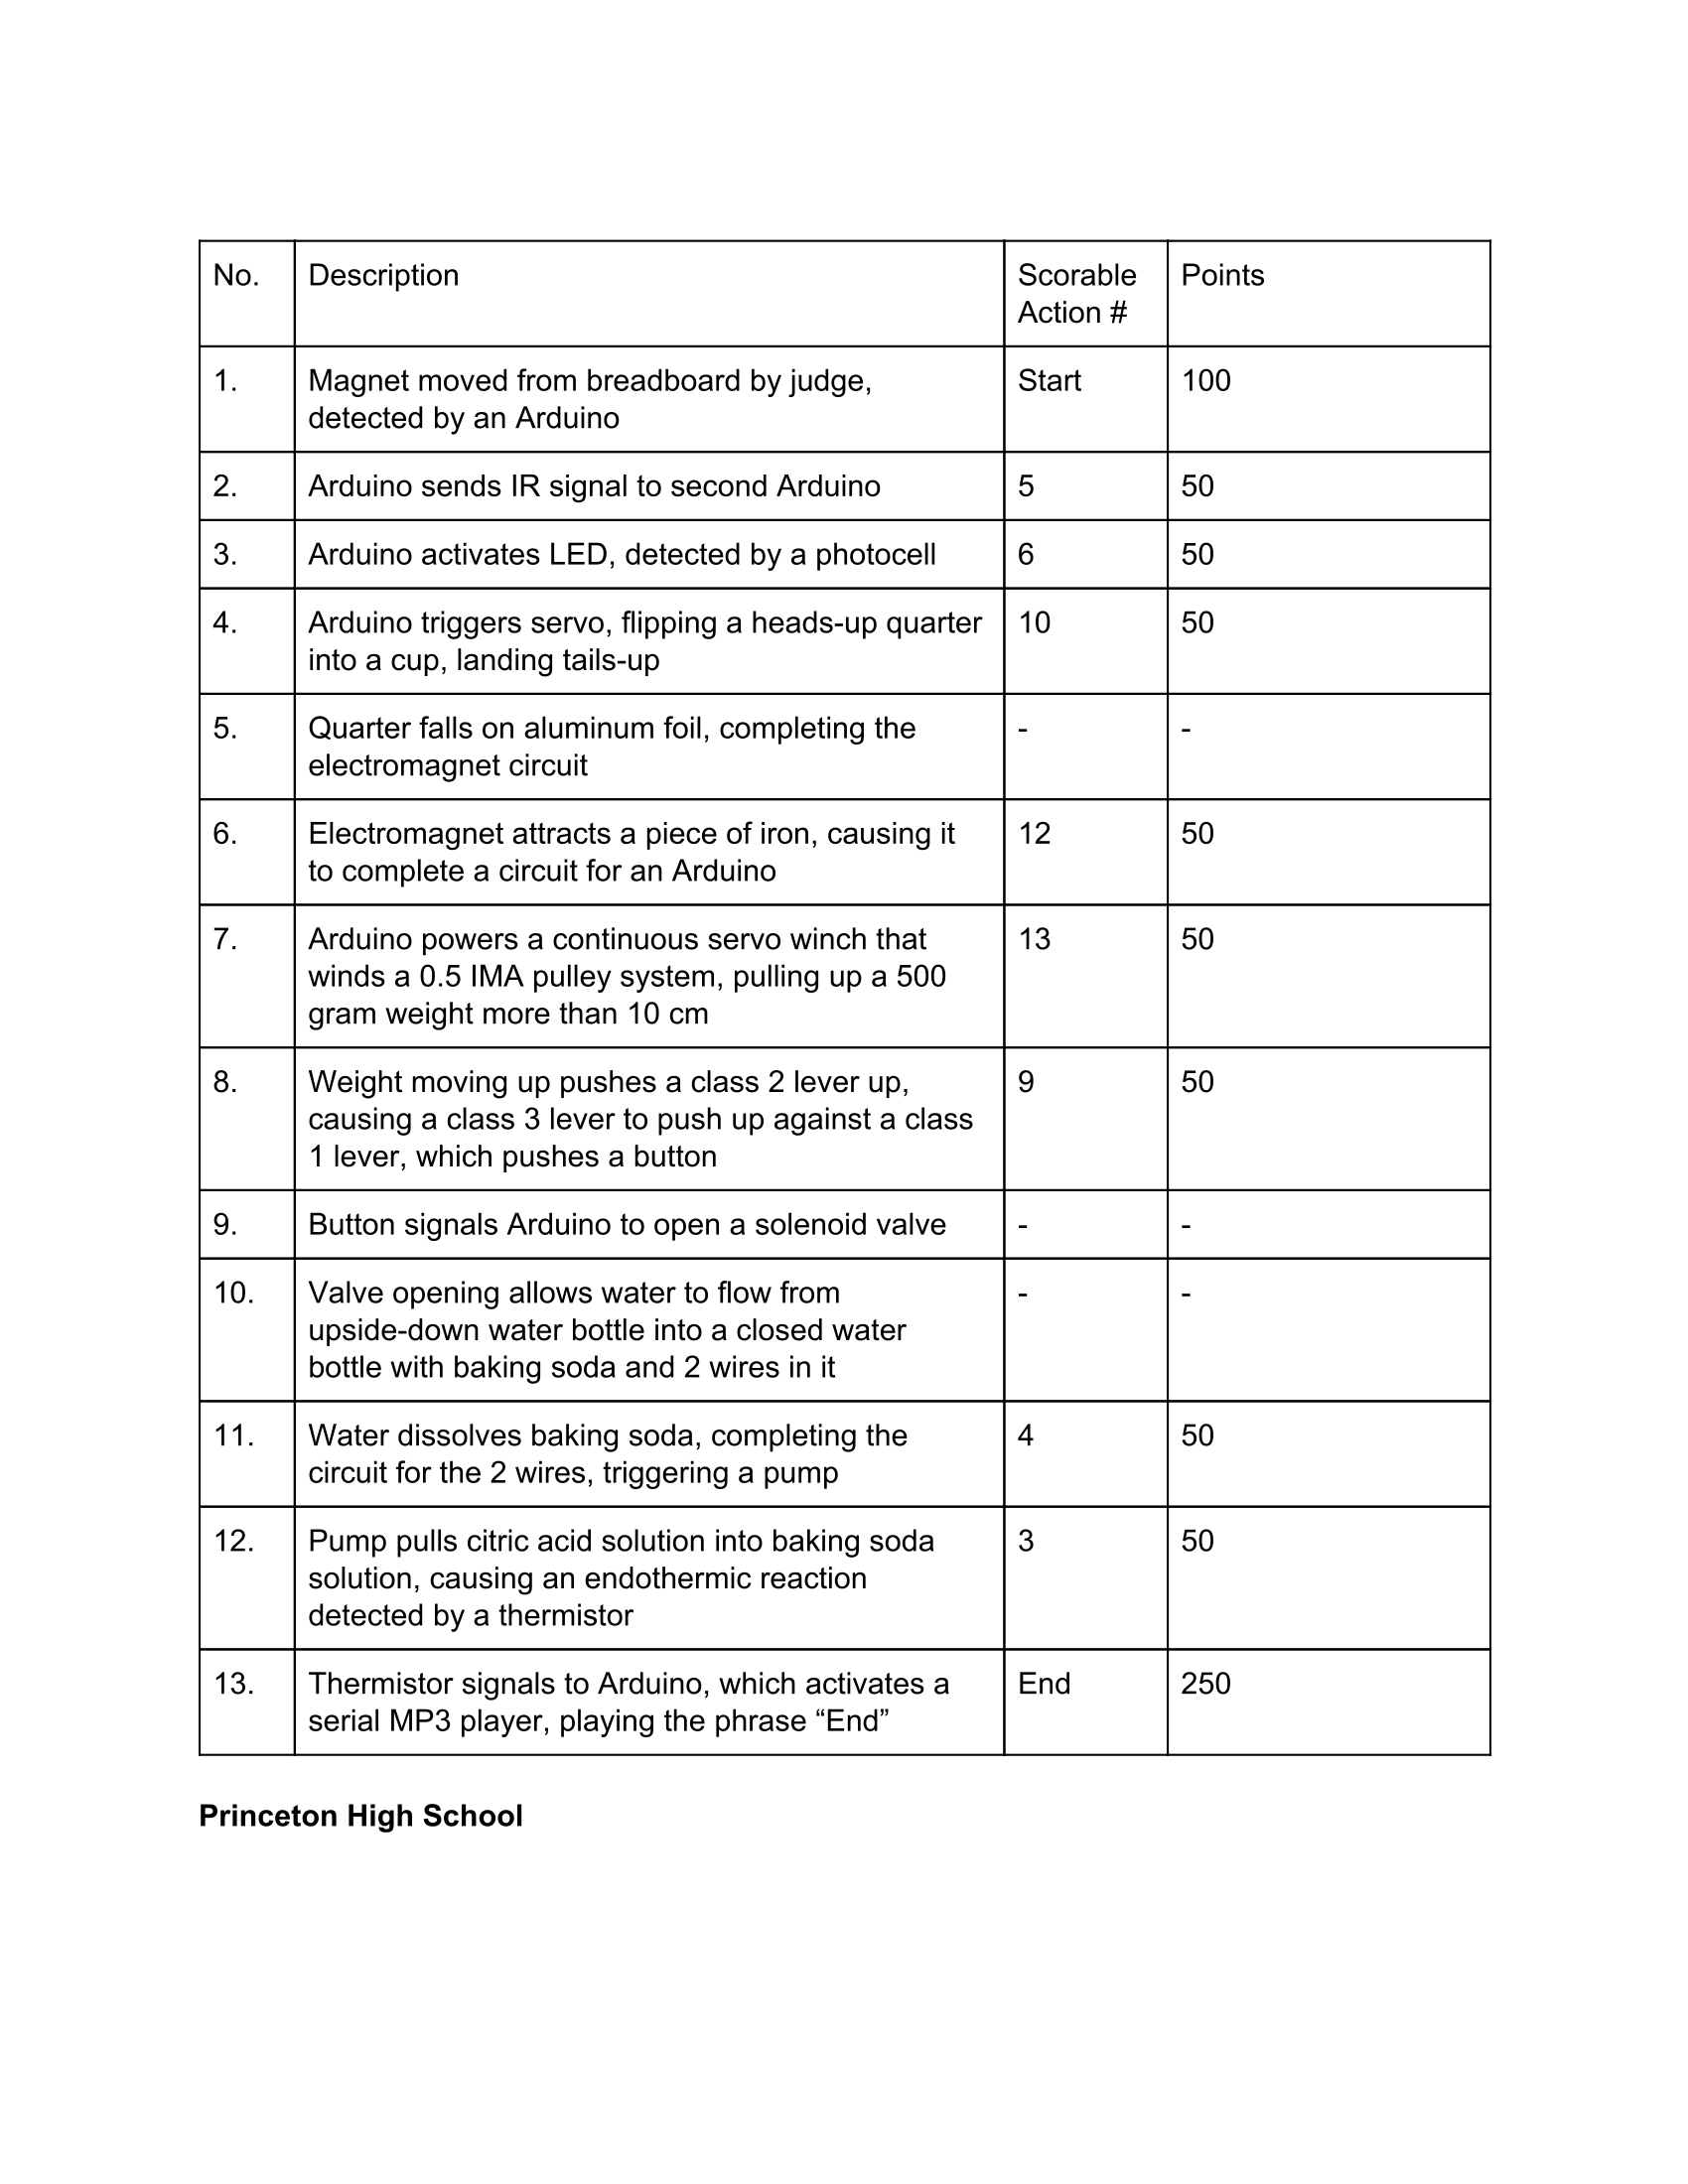 No. Description Scorable Points
Action #
1. Magnet moved from breadboard by judge, Start 100
detected by an Arduino
2. Arduino sends IR signal to second Arduino 5 50
3. Arduino activates LED, detected by a photocell 6 50
4. Arduino triggers servo, flipping a heads-up quarter 10 50
into a cup, landing tails-up
5. Quarter falls on aluminum foil, completing the - -
electromagnet circuit
6. Electromagnet attracts a piece of iron, causing it 12 50
to complete a circuit for an Arduino
7. Arduino powers a continuous servo winch that 13 50
winds a 0.5 IMA pulley system, pulling up a 500
gram weight more than 10 cm
8. Weight moving up pushes a class 2 lever up, 9 50
causing a class 3 lever to push up against a class
1 lever, which pushes a button
9. Button signals Arduino to open a solenoid valve - -
10. Valve opening allows water to flow from - -
upside-down water bottle into a closed water
bottle with baking soda and 2 wires in it
11. Water dissolves baking soda, completing the 4 50
circuit for the 2 wires, triggering a pump
12. Pump pulls citric acid solution into baking soda 3 50
solution, causing an endothermic reaction
detected by a thermistor
13. Thermistor signals to Arduino, which activates a End 250
serial MP3 player, playing the phrase “End”
Princeton High School